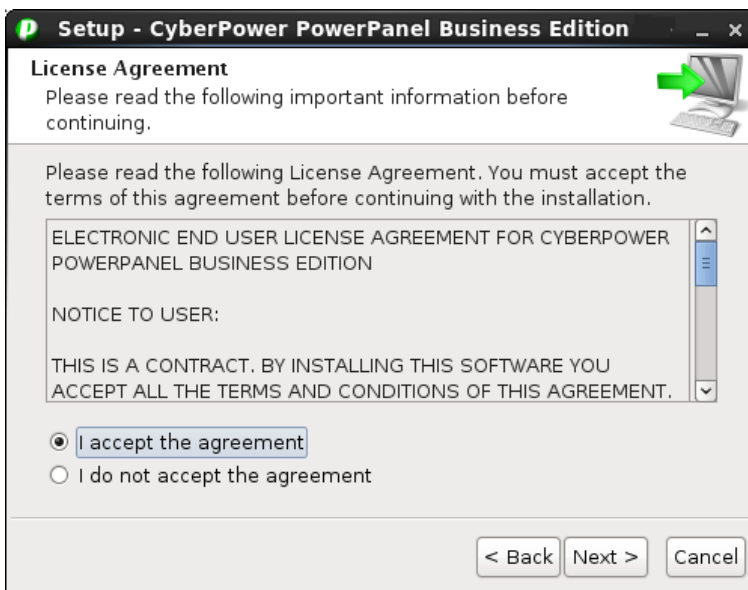 Setup - CyberPower PowerPanel Business Edition
License Agreement
Please read the following important information before
continuing.
Please read the following License Agreement. You must accept the
terms of this agreement before continuing with the installation.
ELECTRONIC END USER LICENSE AGREEMENT FOR CYBERPOWER
POWERPANEL BUSINESS EDITION
NOTICE TO USER:
THIS IS A CONTRACT. BY INSTALLING THIS SOFTWARE YOU
ACCEPT ALL THE TERMS AND CONDITIONS OF THIS AGREEMENT.
I accept the agreement
I do not accept the agreement
< Back Next > Cancel